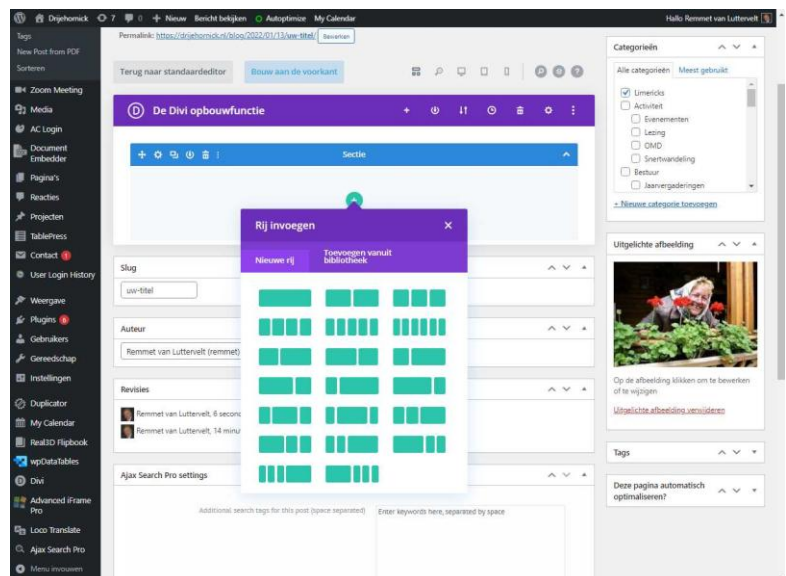 Drijehomick
7
0
Nieuw
Bericht bekijken
Autoptimize
My Calendar
Hallo Remmet van Luttervelt
Tags
New Post from PDF
Sorteren
Zoom Meeting
Media
AC Login
Document
Embedder
Pagina's
Reacties
Projecten
TablePress
Contact 1
User Login History
Weergave
Plugins 6
Gebruikers
Gereedschap
Instellingen
Duplicator
My Calendar
Real3D Flipbook
wpDataTables
Divi
Advanced iFrame
Pro
Loco Translate
Ajax Search Pro
Menu invouwen
Permalink: https://drijehornick.nl/blog/2022/01/13/uw-titel/ Bewerken
Terug naar standaardeditor
Bouw aan de voorkant
D De Divi opbouwfunctie
Sectie
Rij invoegen
Nieuwe rij
Toevoegen vanuit
bibliotheek
Slug
uw-titel
Auteur
Remmet van Luttervelt (remmet)
Revisies
Remmet van Luttervelt, 6 second
Remmet van Luttervelt, 14 minu
Ajax Search Pro settings
Additional search tags for this post (space separated)
Enter keywords here, separated by space
Categorieën
Alle categorieën Meest gebruikt
Limericks
Activiteit
Evenementen
Lezing
OMD
Snertwandeling
Bestuur
Jaarvergaderingen
+ Nieuwe categorie toevoegen
Uitgelichte afbeelding
Op de afbeelding klikken om te bewerken
of te wijzigen
Uitgelichte afbeelding verwijderen
Tags
Deze pagina automatisch
optimaliseren?